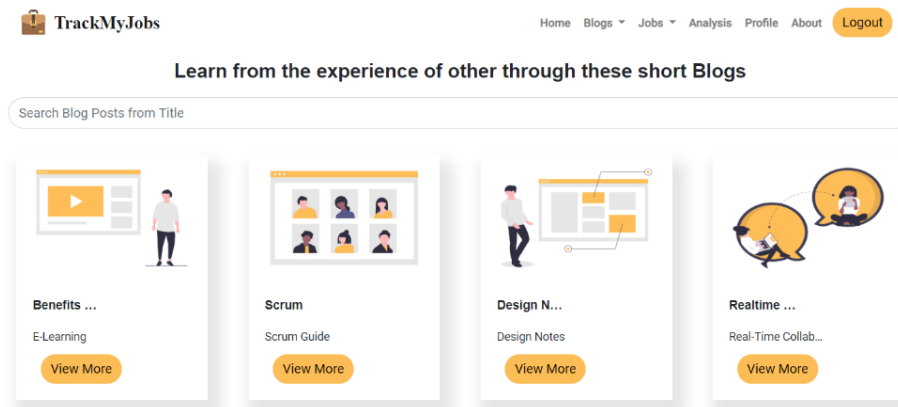 TrackMyJobs Home Blogs Jobs Analysis Profile About Logout
Learn from the experience of other through these short Blogs
Search Blog Posts from Title
Benefits ... Scrum Design N... Realtime ...
E-Learning Scrum Guide Design Notes Real-Time Collab...
View More View More View More View More